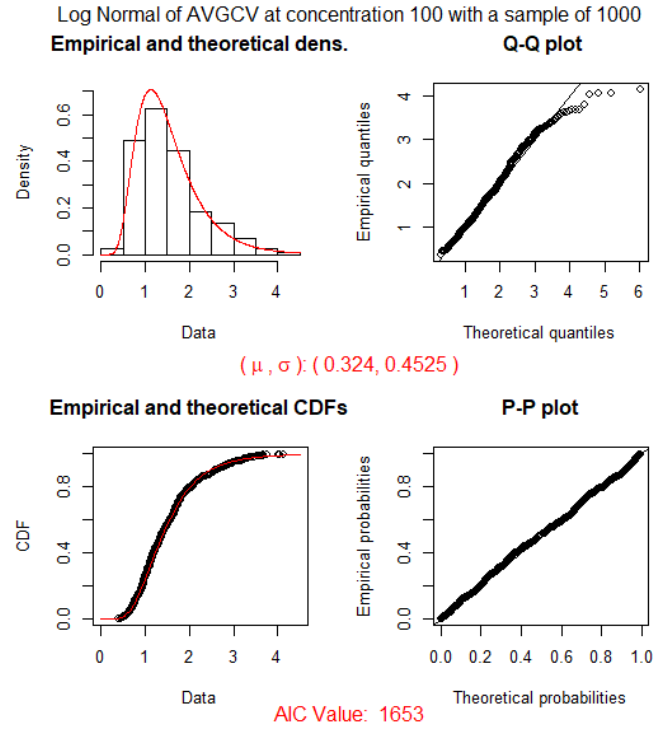 Log Normal of AVGCV at concentration 100 with a sample of 1000
Empirical and theoretical dens.
Density
0.0 0.2 0.4 0.6
0 1 2 3 4
Data
Q-Q plot
Empirical quantiles
1 2 3 4
1 2 3 4 5 6
Theoretical quantiles
( μ , σ ): ( 0.324, 0.4525 )
Empirical and theoretical CDFs
CDF
0.0 0.4 0.8
0 1 2 3 4
Data
P-P plot
Empirical probabilities
0.0 0.4 0.8
0.0 0.2 0.4 0.6 0.8 1.0
Theoretical probabilities
AIC Value: 1653